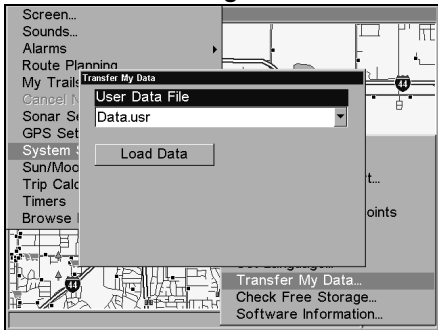 Screen...
Sounds...
Alarms
Route Planning
My Trails
Cancel N
Sonar Se
GPS Set
System S
Sun/Moo
Trip Calc
Timers
Browse
Transfer My Data
User Data File
Data.usr
Load Data
t...
oints
Transfer My Data...
Check Free Storage...
Software Information...
44
44